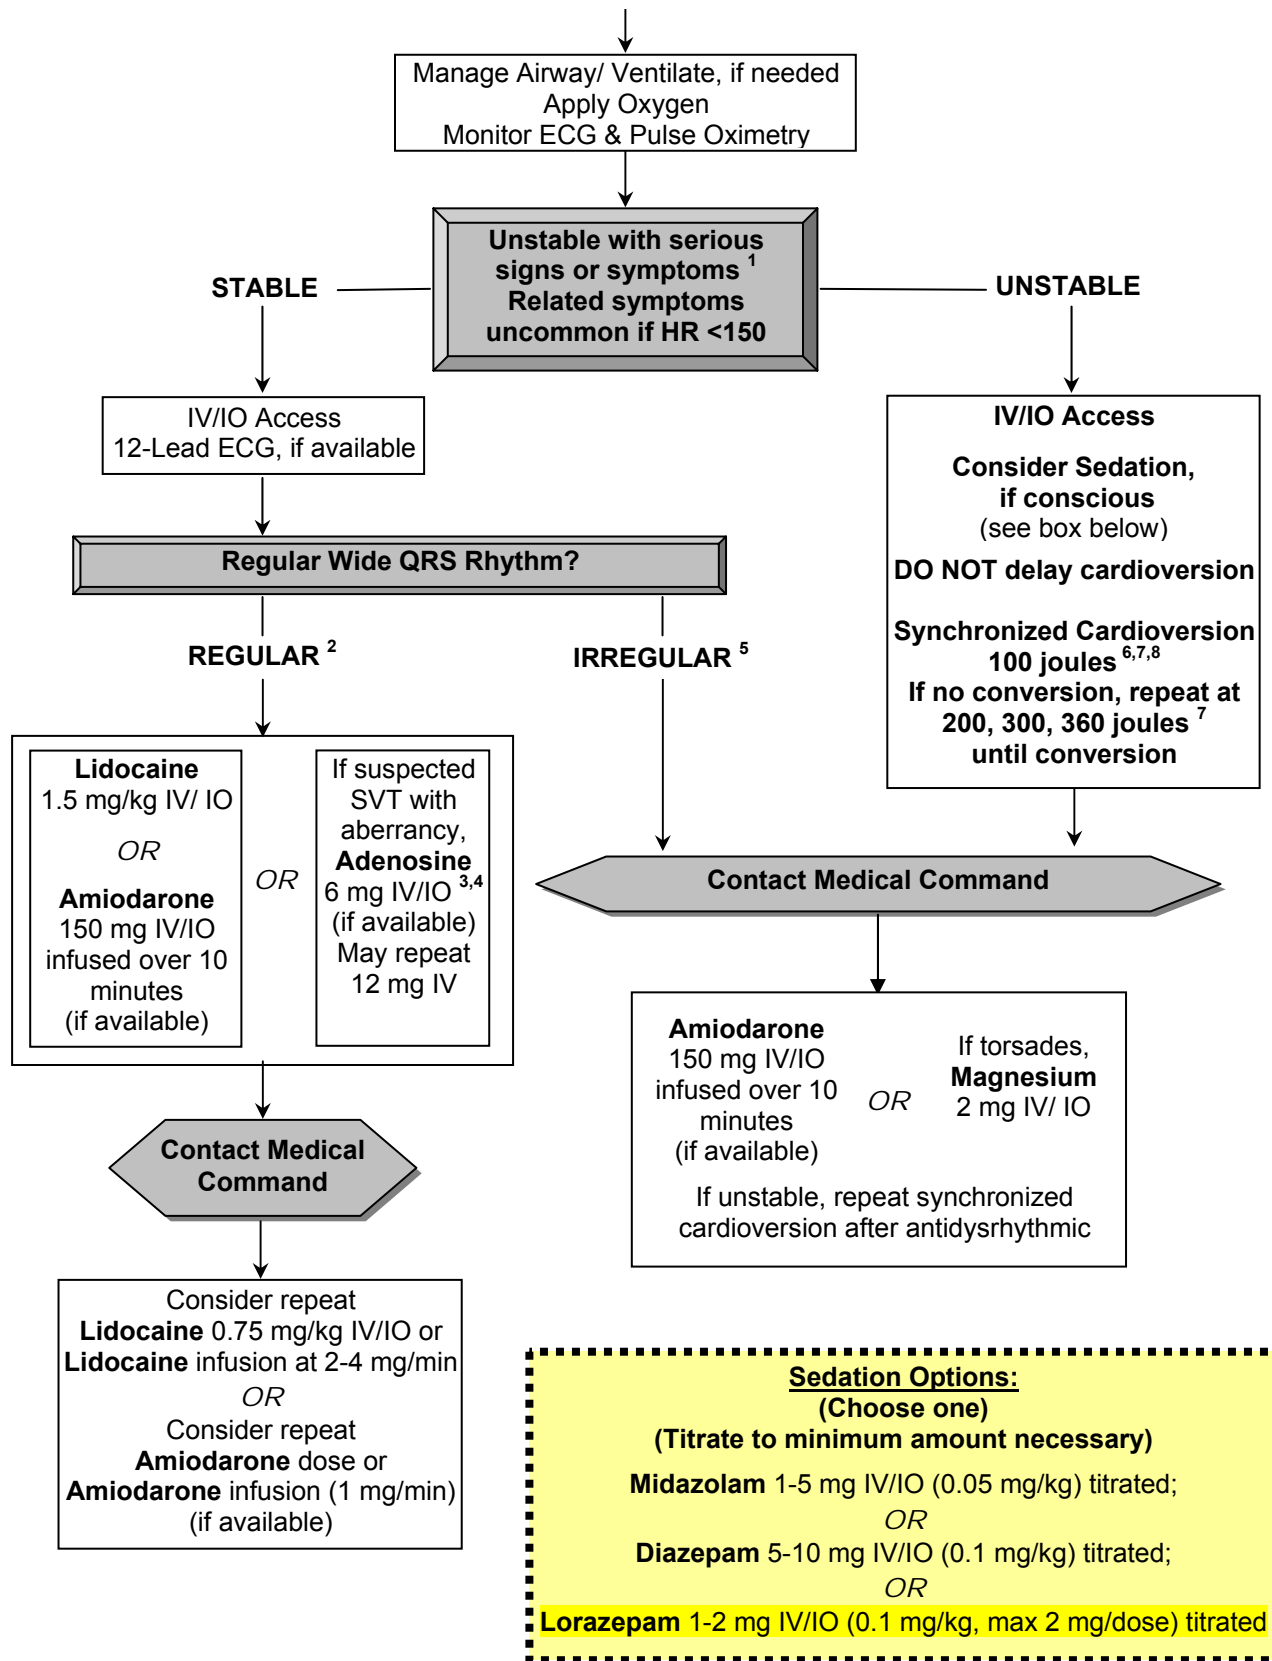 Manage Airway/ Ventilate, if needed
Apply Oxygen
Monitor ECG & Pulse Oximetry
Unstable with serious
signs or symptoms 1
Related symptoms
uncommon if HR <150
STABLE
UNSTABLE
IV/IO Access
12-Lead ECG, if available
Regular Wide QRS Rhythm?
REGULAR 2
IRREGULAR 5
IV/IO Access
Consider Sedation,
if conscious
(see box below)
DO NOT delay cardioversion
Synchronized Cardioversion
100 joules 6,7,8
If no conversion, repeat at
200, 300, 360 joules 7
until conversion
Lidocaine
1.5 mg/kg IV/ IO
OR
Amiodarone
150 mg IV/IO
infused over 10
minutes
(if available)
OR
If suspected
SVT with
aberrancy,
Adenosine
6 mg IV/IO 3,4
(if available)
May repeat
12 mg IV
Contact Medical Command
Amiodarone
150 mg IV/IO
infused over 10
minutes
(if available)
OR
If torsades,
Magnesium
2 mg IV/ IO
If unstable, repeat synchronized
cardioversion after antidysrhythmic
Contact Medical
Command
Consider repeat
Lidocaine 0.75 mg/kg IV/IO or
Lidocaine infusion at 2-4 mg/min
OR
Consider repeat
Amiodarone dose or
Amiodarone infusion (1 mg/min)
(if available)
Sedation Options:
(Choose one)
(Titrate to minimum amount necessary)
Midazolam 1-5 mg IV/IO (0.05 mg/kg) titrated;
OR
Diazepam 5-10 mg IV/IO (0.1 mg/kg) titrated;
OR
Lorazepam 1-2 mg IV/IO (0.1 mg/kg, max 2 mg/dose) titrated